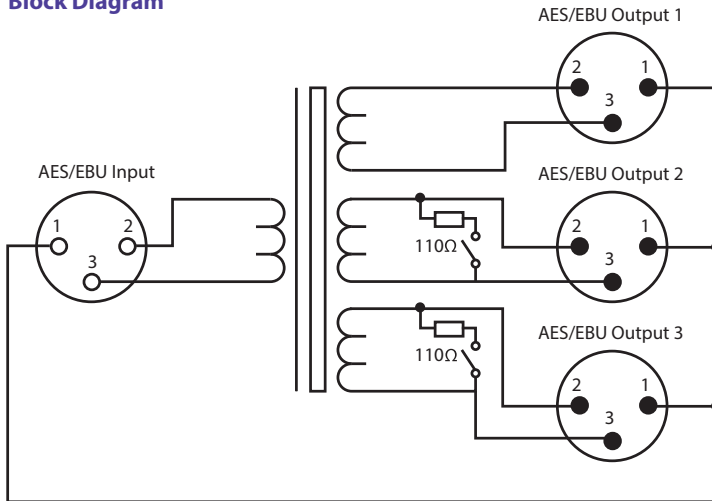 Block Diagram
AES/EBU Output 1
2
1
3
AES/EBU Input
1
2
3
AES/EBU Output 2
2
1
3
110Ω
AES/EBU Output 3
2
1
3
110Ω